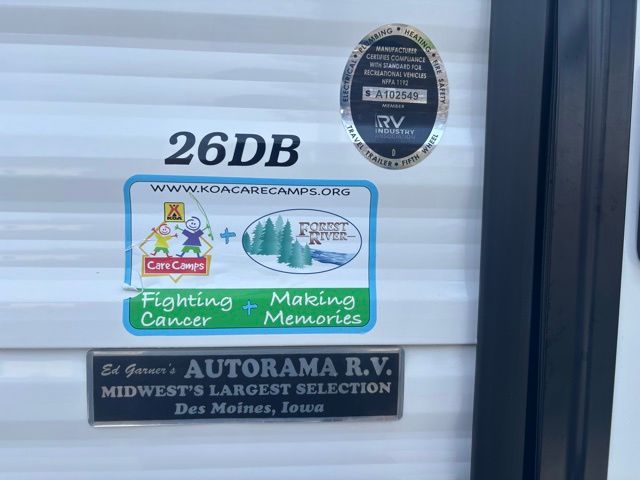 ELECTRICAL • PLUMBING • HEATING • FIRE SAFETY
MANUFACTURER
CERTIFIES COMPLIANCE
WITH STANDARD FOR
RECREATIONAL VEHICLES
NFPA 1192
S A102549
MEMBER
RV
INDUSTRY
ASSOCIATION
D
TRAVEL TRAILER • FIFTH WHEEL
26DB
WWW.KOACARECAMPS.ORG
KOA
Care Camps
+
FOREST
RIVER
Fighting + Making
Cancer Memories
Ed Garner's AUTORAMA R.V.
MIDWEST'S LARGEST SELECTION
Des Moines, Iowa